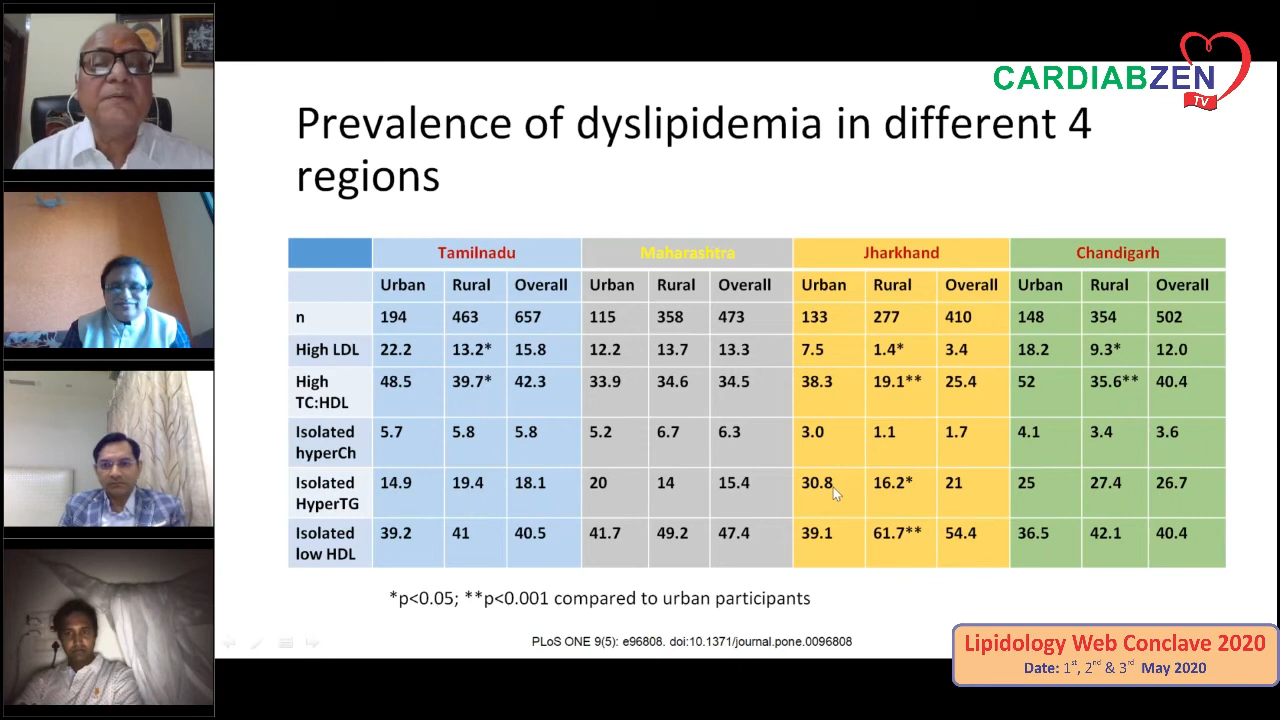 CARDIABZEN
TV
Prevalence of dyslipidemia in different 4
regions
Tamilnadu Maharashtra Jharkhand Chandigarh
Urban Rural Overall Urban Rural Overall Urban Rural Overall Urban Rural Overall
n 194 463 657 115 358 473 133 277 410 148 354 502
High LDL 22.2 13.2* 15.8 12.2 13.7 13.3 7.5 1.4* 3.4 18.2 9.3* 12.0
High 48.5 39.7* 42.3 33.9 34.6 34.5 38.3 19.1** 25.4 52 35.6** 40.4
TC:HDL
Isolated 5.7 5.8 5.8 5.2 6.7 6.3 3.0 1.1 1.7 4.1 3.4 3.6
hyperCh
Isolated 14.9 19.4 18.1 20 14 15.4 30.8 16.2* 21 25 27.4 26.7
HyperTG
Isolated 39.2 41 40.5 41.7 49.2 47.4 39.1 61.7** 54.4 36.5 42.1 40.4
low HDL
*p<0.05; **p<0.001 compared to urban participants
PLoS ONE 9(5): e96808. doi:10.1371/journal.pone.0096808
Lipidology Web Conclave 2020
Date: 1st, 2nd & 3rd May 2020